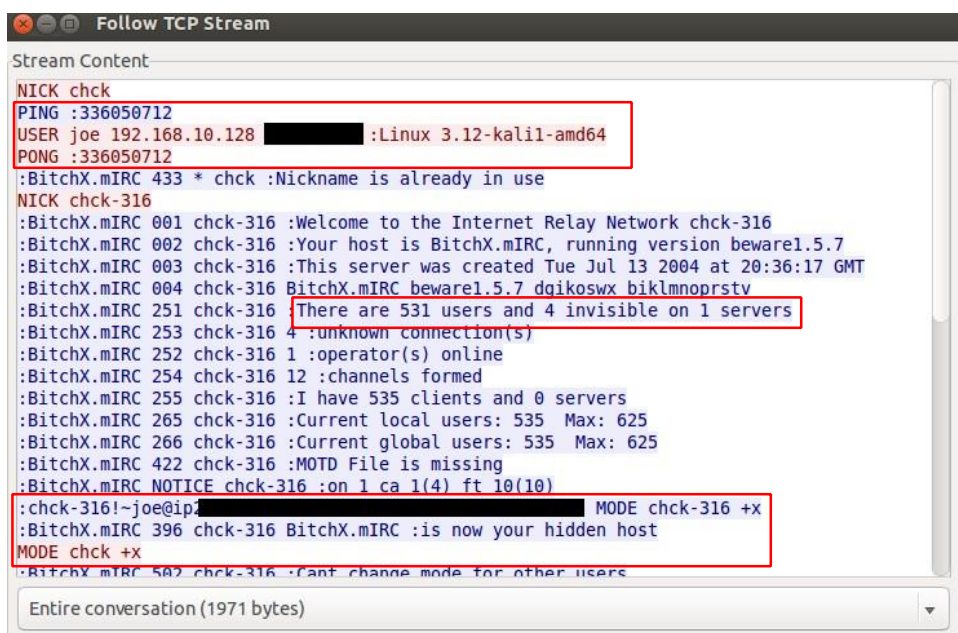 Follow TCP Stream
Stream Content
NICK chck
PING :336050712
USER joe 192.168.10.128 :Linux 3.12-kali1-amd64
PONG :336050712
:BitchX.mIRC 433 * chck :Nickname is already in use
NICK chck-316
:BitchX.mIRC 001 chck-316 :Welcome to the Internet Relay Network chck-316
:BitchX.mIRC 002 chck-316 :Your host is BitchX.mIRC, running version beware1.5.7
:BitchX.mIRC 003 chck-316 :This server was created Tue Jul 13 2004 at 20:36:17 GMT
:BitchX.mIRC 004 chck-316 BitchX.mIRC beware1.5.7 dgikoswx biklmnoprstv
:BitchX.mIRC 251 chck-316 :There are 531 users and 4 invisible on 1 servers
:BitchX.mIRC 253 chck-316 4 :unknown connection(s)
:BitchX.mIRC 252 chck-316 1 :operator(s) online
:BitchX.mIRC 254 chck-316 12 :channels formed
:BitchX.mIRC 255 chck-316 :I have 535 clients and 0 servers
:BitchX.mIRC 265 chck-316 :Current local users: 535  Max: 625
:BitchX.mIRC 266 chck-316 :Current global users: 535  Max: 625
:BitchX.mIRC 422 chck-316 :MOTD File is missing
:BitchX.mIRC NOTICE chck-316 :on 1 ca 1(4) ft 10(10)
:chck-316!~joe@ip2 MODE chck-316 +x
:BitchX.mIRC 396 chck-316 BitchX.mIRC :is now your hidden host
MODE chck +x
:BitchX.mIRC 502 chck-316 :Cant change mode for other users
Entire conversation (1971 bytes)